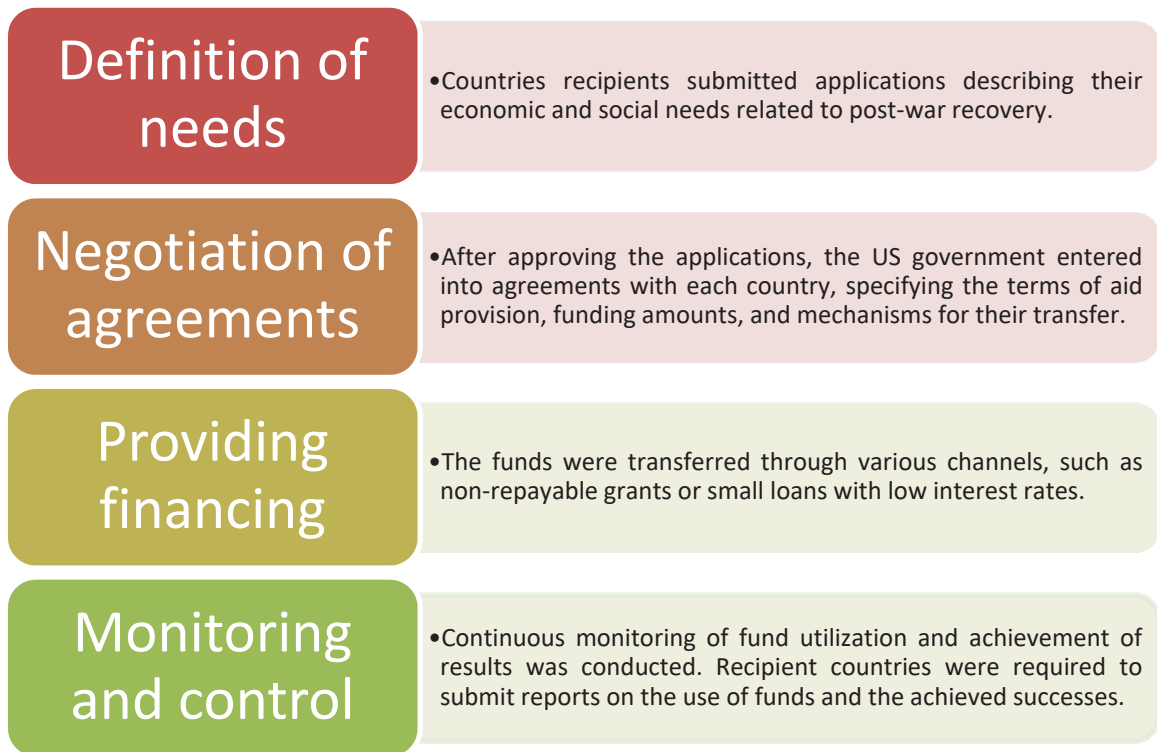 Definition of
needs
•Countries recipients submitted applications describing their
economic and social needs related to post-war recovery.
Negotiation of
agreements
•After approving the applications, the US government entered
into agreements with each country, specifying the terms of aid
provision, funding amounts, and mechanisms for their transfer.
Providing
financing
•The funds were transferred through various channels, such as
non-repayable grants or small loans with low interest rates.
Monitoring
and control
•Continuous monitoring of fund utilization and achievement of
results was conducted. Recipient countries were required to
submit reports on the use of funds and the achieved successes.